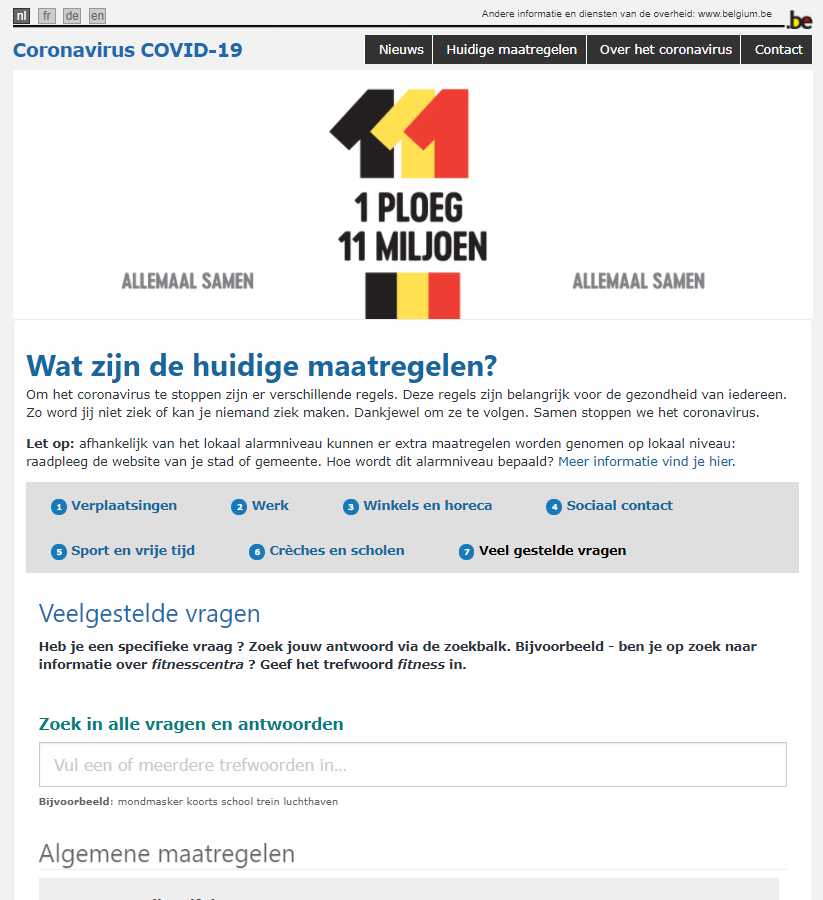 nl fr de en
Andere informatie en diensten van de overheid: www.belgium.be
.be
Coronavirus COVID-19
Nieuws Huidige maatregelen Over het coronavirus Contact
111
1 PLOEG
11 MILJOEN
ALLEMAAL SAMEN ALLEMAAL SAMEN
Wat zijn de huidige maatregelen?
Om het coronavirus te stoppen zijn er verschillende regels. Deze regels zijn belangrijk voor de gezondheid van iedereen.
Zo word jij niet ziek of kan je niemand ziek maken. Dankjewel om ze te volgen. Samen stoppen we het coronavirus.
Let op: afhankelijk van het lokaal alarmniveau kunnen er extra maatregelen worden genomen op lokaal niveau:
raadpleeg de website van je stad of gemeente. Hoe wordt dit alarmniveau bepaald? Meer informatie vind je hier.
1 Verplaatsingen 2 Werk 3 Winkels en horeca 4 Sociaal contact
5 Sport en vrije tijd 6 Crèches en scholen 7 Veel gestelde vragen
Veelgestelde vragen
Heb je een specifieke vraag ? Zoek jouw antwoord via de zoekbalk. Bijvoorbeeld - ben je op zoek naar
informatie over fitnesscentra ? Geef het trefwoord fitness in.
Zoek in alle vragen en antwoorden
Vul een of meerdere trefwoorden in...
Bijvoorbeeld: mondmasker koorts school trein luchthaven
Algemene maatregelen